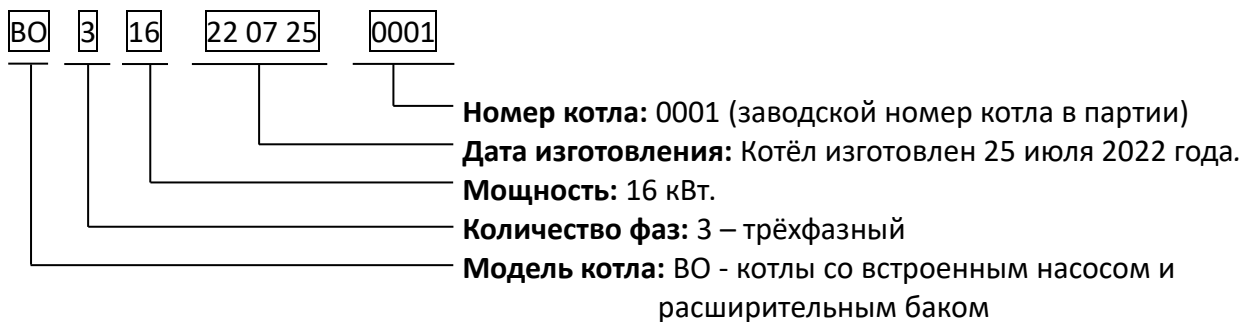 ВО 3 16 22 07 25 0001
Номер котла: 0001 (заводской номер котла в партии)
Дата изготовления: Котёл изготовлен 25 июля 2022 года.
Мощность: 16 кВт.
Количество фаз: 3 – трёхфазный
Модель котла: ВО - котлы со встроенным насосом и
расширительным баком